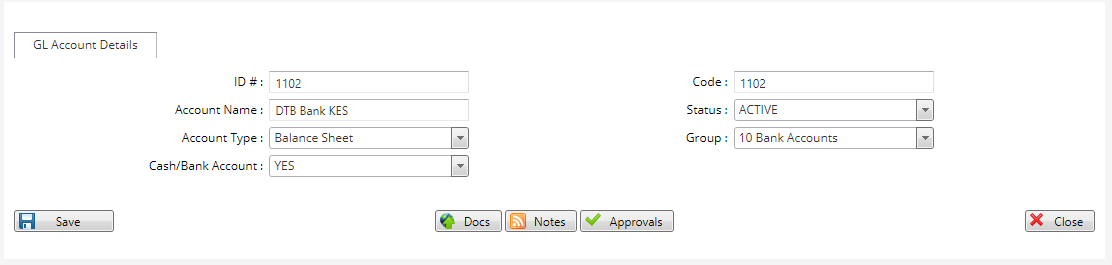 GL Account Details
ID # : 1102 Code : 1102
Account Name : DTB Bank KES Status : ACTIVE
Account Type : Balance Sheet Group : 10 Bank Accounts
Cash/Bank Account : YES
Save Docs Notes Approvals Close